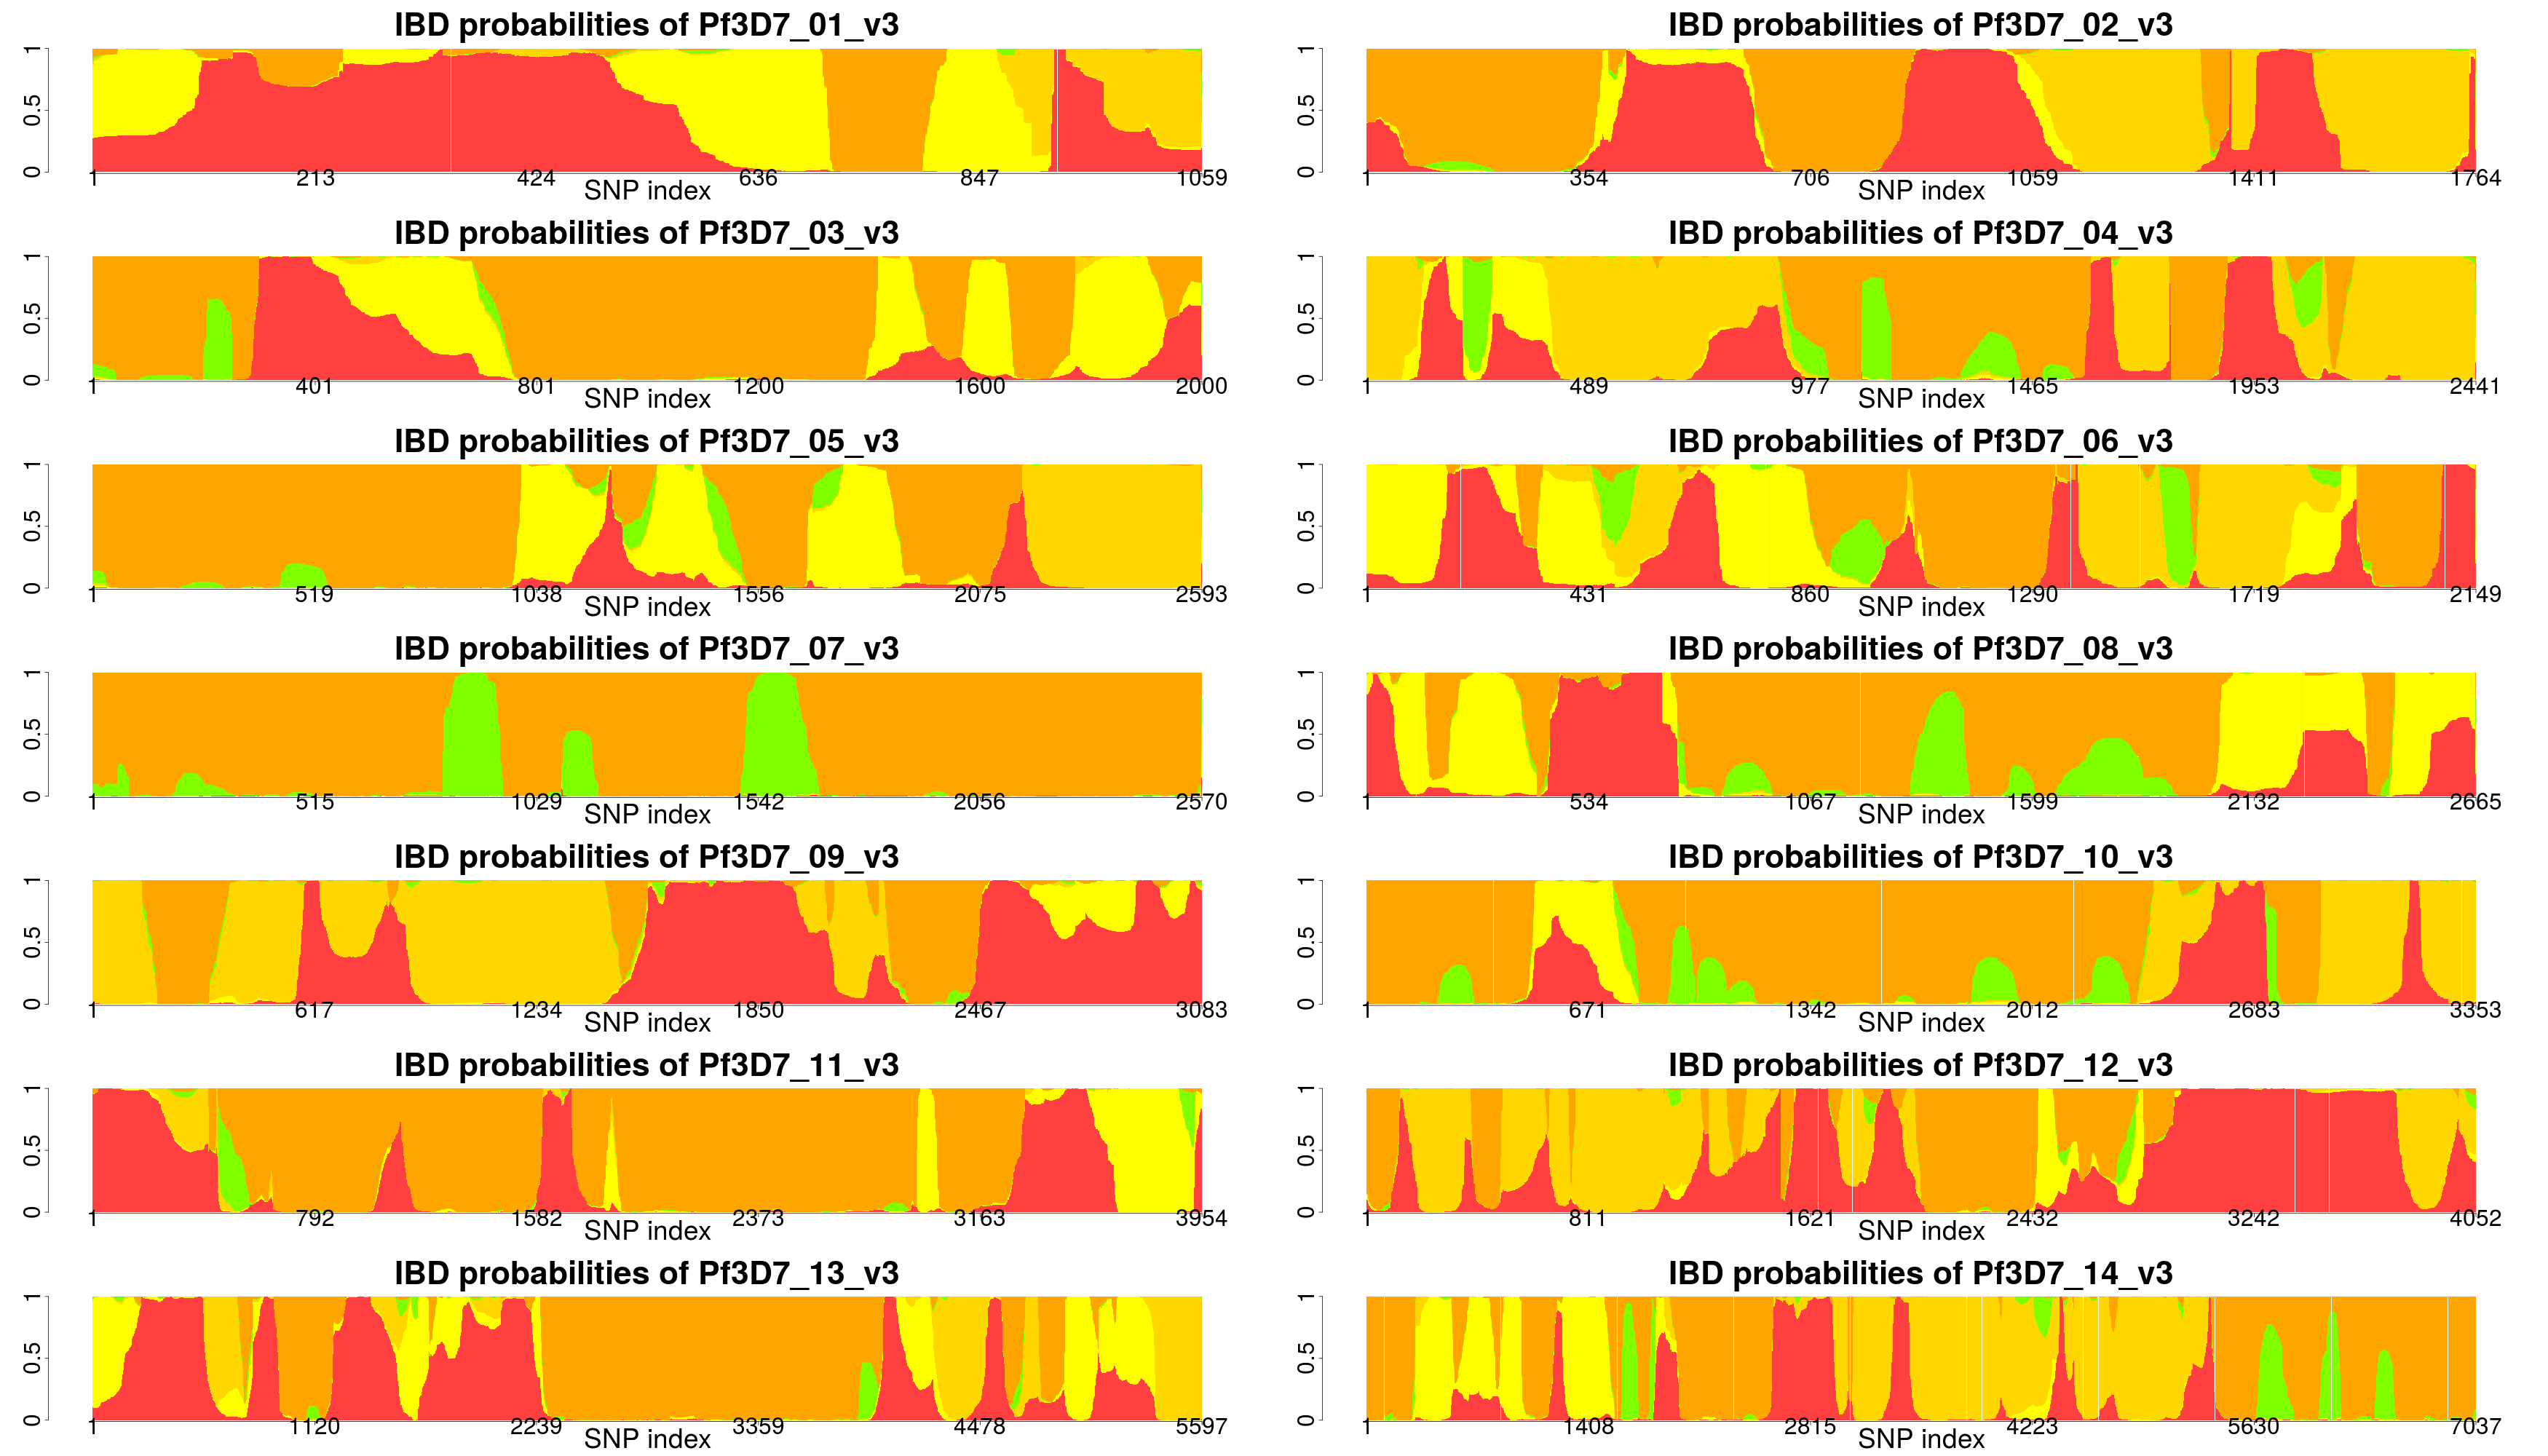 IBD probabilities of Pf3D7_01_v3
0 0.5 1
1 213 424 636 847 1059
SNP index
IBD probabilities of Pf3D7_02_v3
0 0.5 1
1 354 706 1059 1411 1764
SNP index
IBD probabilities of Pf3D7_03_v3
0 0.5 1
1 401 801 1200 1600 2000
SNP index
IBD probabilities of Pf3D7_04_v3
0 0.5 1
1 489 977 1465 1953 2441
SNP index
IBD probabilities of Pf3D7_05_v3
0 0.5 1
1 519 1038 1556 2075 2593
SNP index
IBD probabilities of Pf3D7_06_v3
0 0.5 1
1 431 860 1290 1719 2149
SNP index
IBD probabilities of Pf3D7_07_v3
0 0.5 1
1 515 1029 1542 2056 2570
SNP index
IBD probabilities of Pf3D7_08_v3
0 0.5 1
1 534 1067 1599 2132 2665
SNP index
IBD probabilities of Pf3D7_09_v3
0 0.5 1
1 617 1234 1850 2467 3083
SNP index
IBD probabilities of Pf3D7_10_v3
0 0.5 1
1 671 1342 2012 2683 3353
SNP index
IBD probabilities of Pf3D7_11_v3
0 0.5 1
1 792 1582 2373 3163 3954
SNP index
IBD probabilities of Pf3D7_12_v3
0 0.5 1
1 811 1621 2432 3242 4052
SNP index
IBD probabilities of Pf3D7_13_v3
0 0.5 1
1 1120 2239 3359 4478 5597
SNP index
IBD probabilities of Pf3D7_14_v3
0 0.5 1
1 1408 2815 4223 5630 7037
SNP index